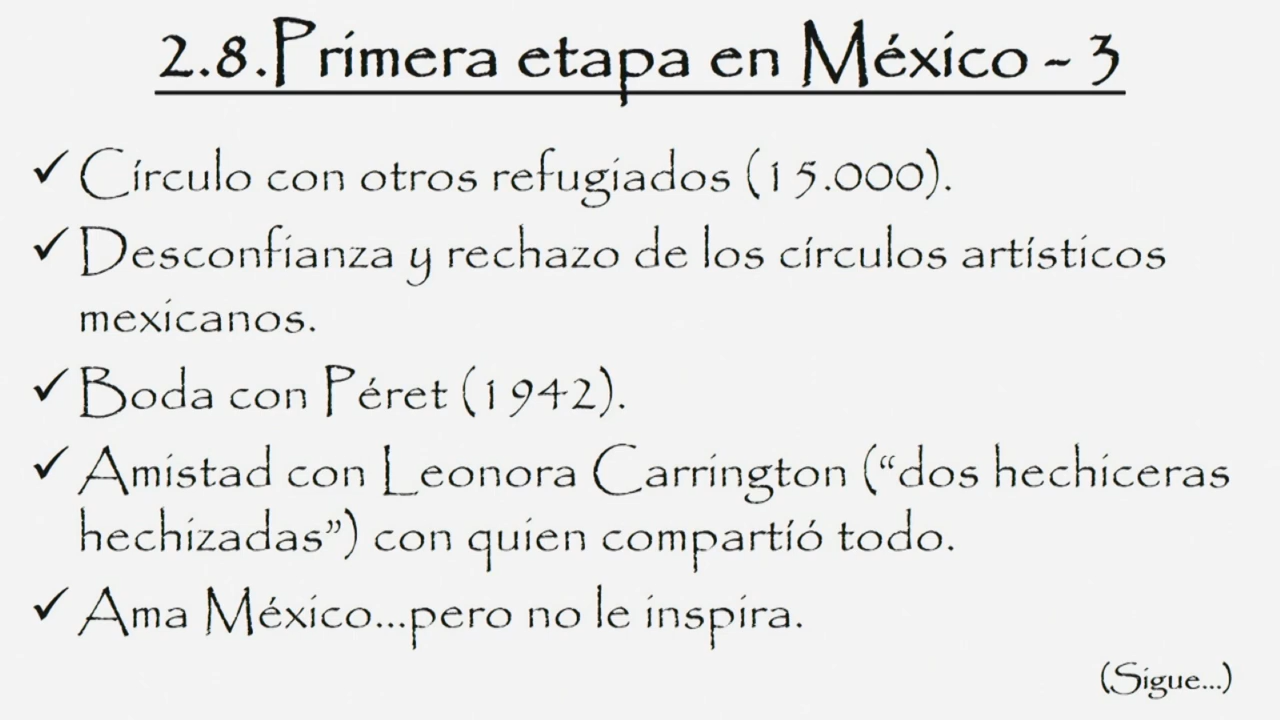 2.8.Primera etapa en México - 3
✓ Círculo con otros refugiados (15.000).
✓ Desconfianza y rechazo de los círculos artísticos
mexicanos.
✓ Boda con Péret (1942).
✓ Amistad con Leonora Carrington (“dos hechiceras
hechizadas”) con quien compartió todo.
✓ Ama México...pero no le inspira.
(Sigue...)